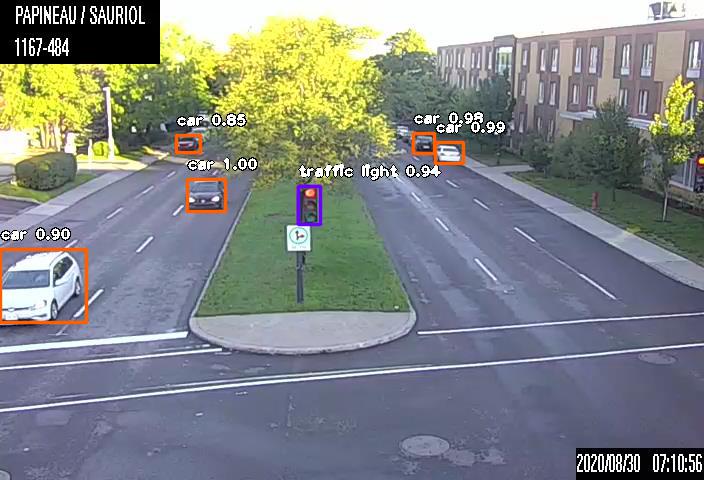 PAPINEAU / SAURIOL
1167-484
car 0.85
car 0.98
car 0.99
car 1.00
traffic light 0.94
car 0.90
2020/08/30 07:10:56